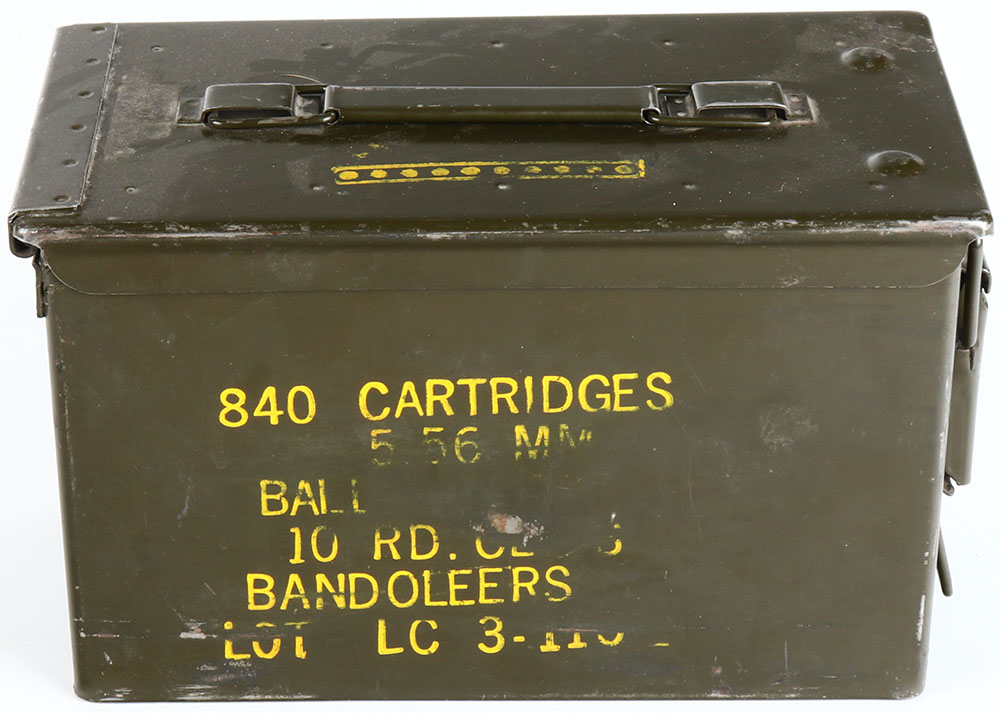 840 CARTRIDGES
5.56 MM
BALL
10 RD.
BANDOLEERS
LOT LC